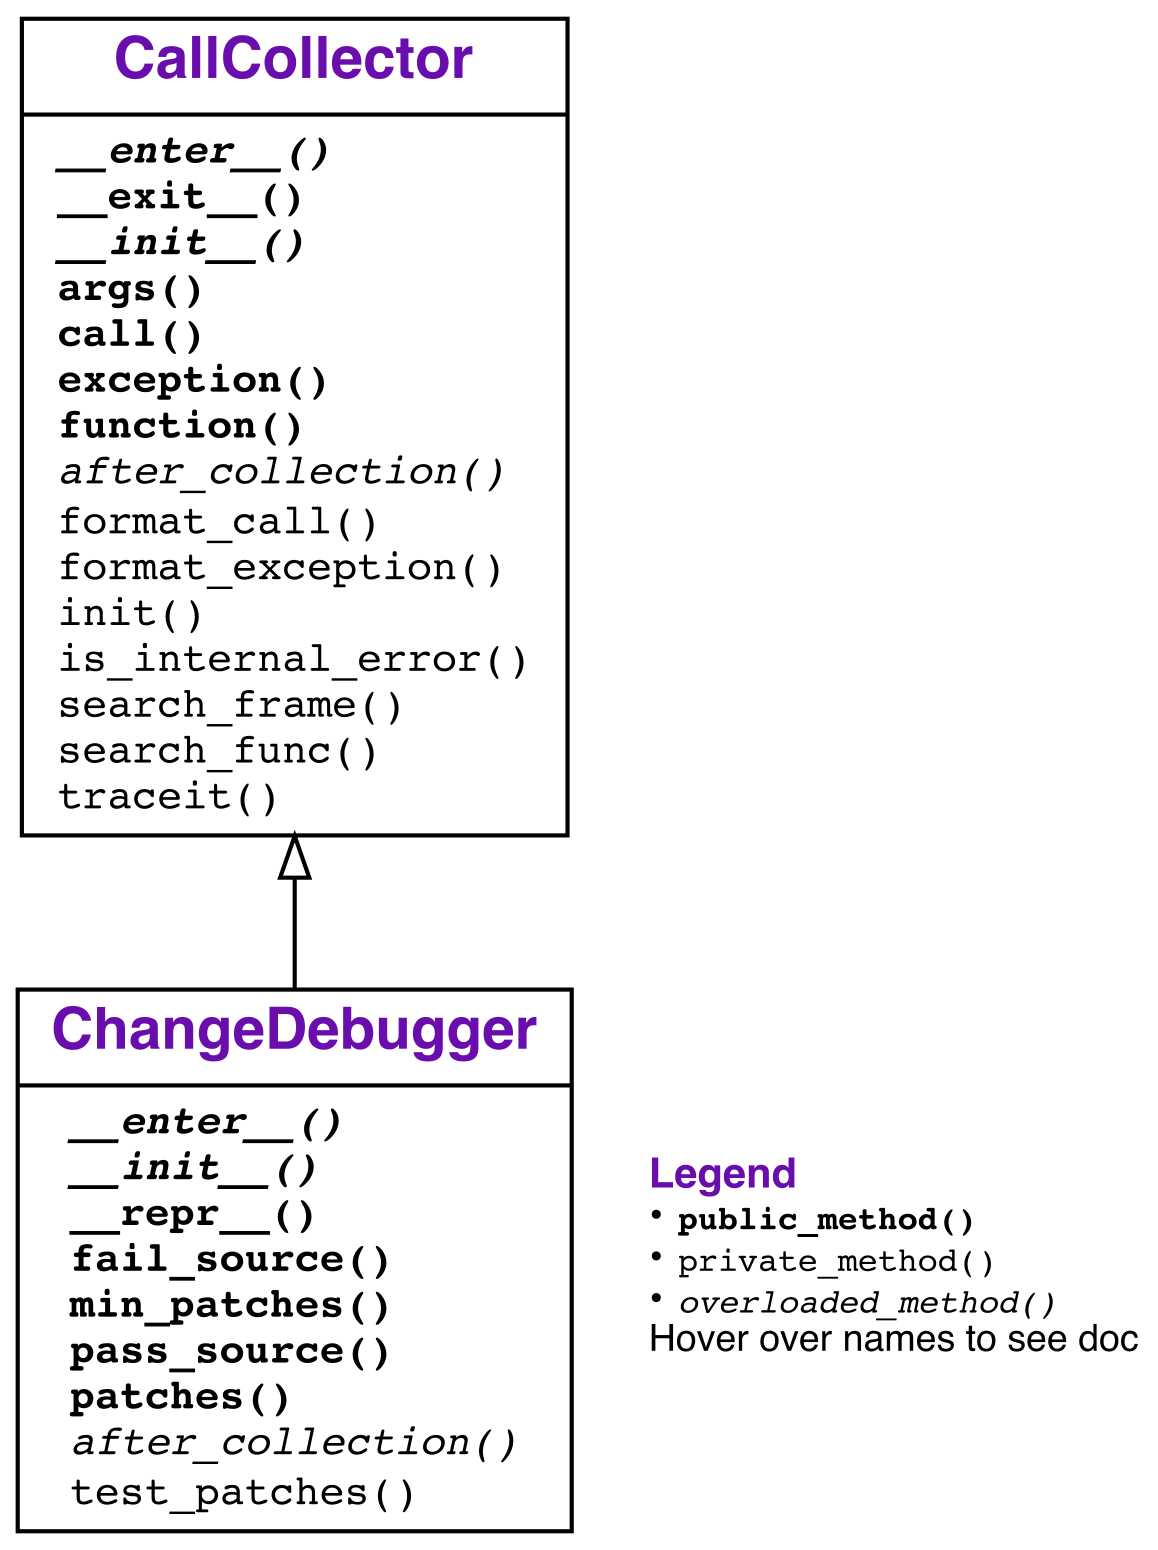 CallCollector
__enter__()
__exit__()
__init__()
args()
call()
exception()
function()
after_collection()
format_call()
format_exception()
init()
is_internal_error()
search_frame()
search_func()
traceit()
ChangeDebugger
__enter__()
__init__()
__repr__()
fail_source()
min_patches()
pass_source()
patches()
after_collection()
test_patches()
Legend
• public_method()
• private_method()
• overloaded_method()
Hover over names to see doc